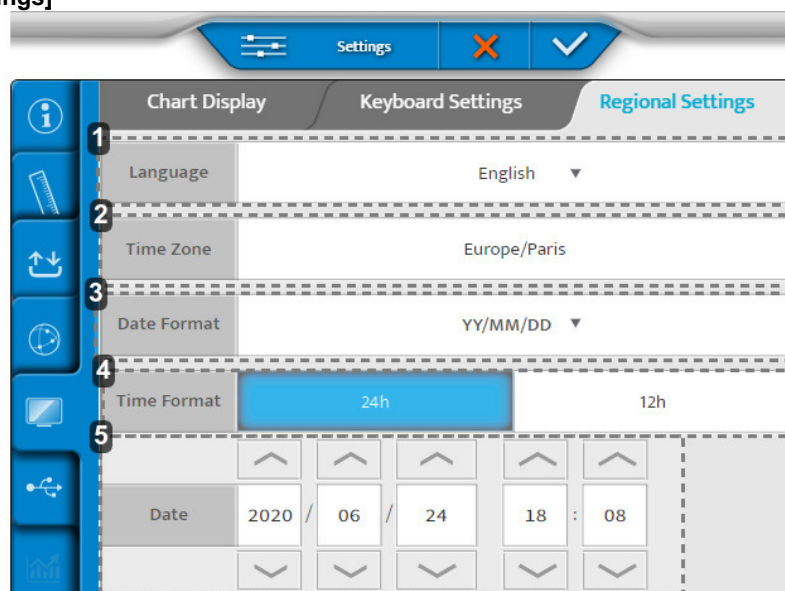 ings]
Settings
Chart Display Keyboard Settings Regional Settings
1
Language English ▼
2
Time Zone Europe/Paris
3
Date Format YY/MM/DD ▼
4
Time Format 24h 12h
5
Date 2020 / 06 / 24 18 : 08